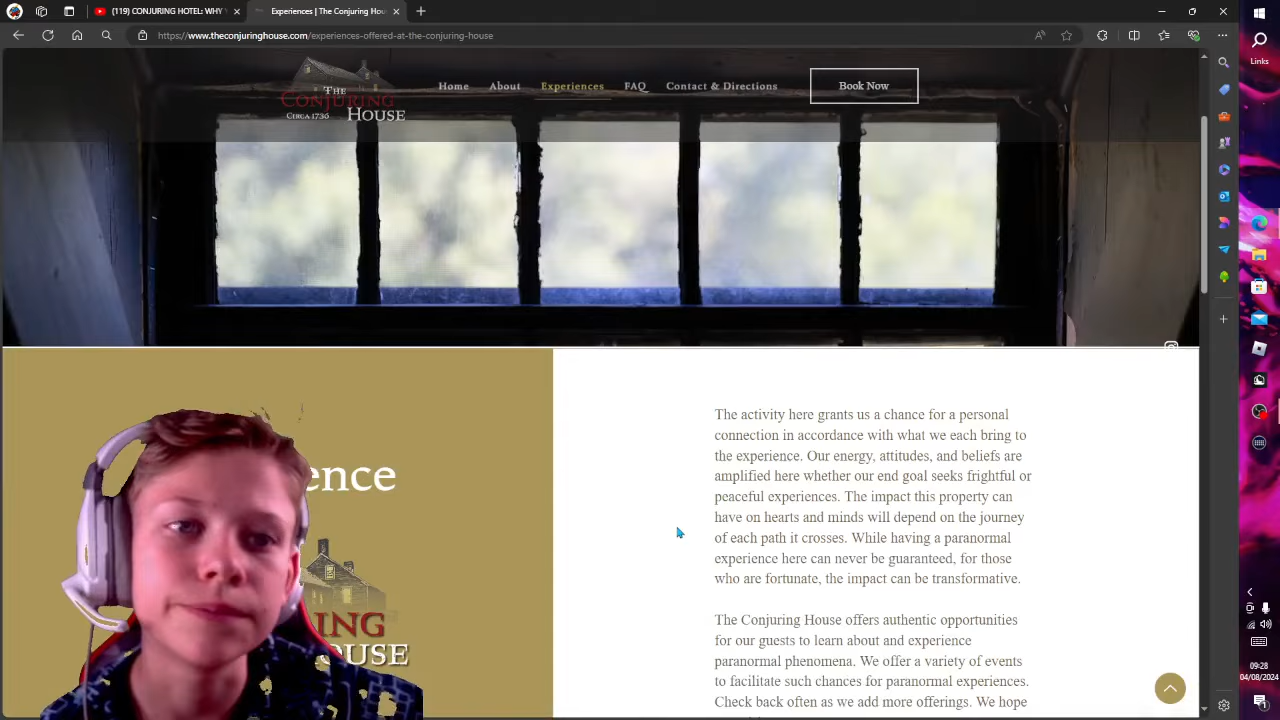 (119) CONJURING HOTEL: WHY
Experiences | The Conjuring Hou
https://www.theconjuringhouse.com/experiences-offered-at-the-conjuring-house
THE
CONJURING
CIRCA 1736 HOUSE
Home About Experiences FAQ Contact & Directions Book Now
Links
ence
ING
HOUSE
The activity here grants us a chance for a personal
connection in accordance with what we each bring to
the experience. Our energy, attitudes, and beliefs are
amplified here whether our end goal seeks frightful or
peaceful experiences. The impact this property can
have on hearts and minds will depend on the journey
of each path it crosses. While having a paranormal
experience here can never be guaranteed, for those
who are fortunate, the impact can be transformative.
The Conjuring House offers authentic opportunities
for our guests to learn about and experience
paranormal phenomena. We offer a variety of events
to facilitate such chances for paranormal experiences.
Check back often as we add more offerings. We hope
09:28
04/08/2024